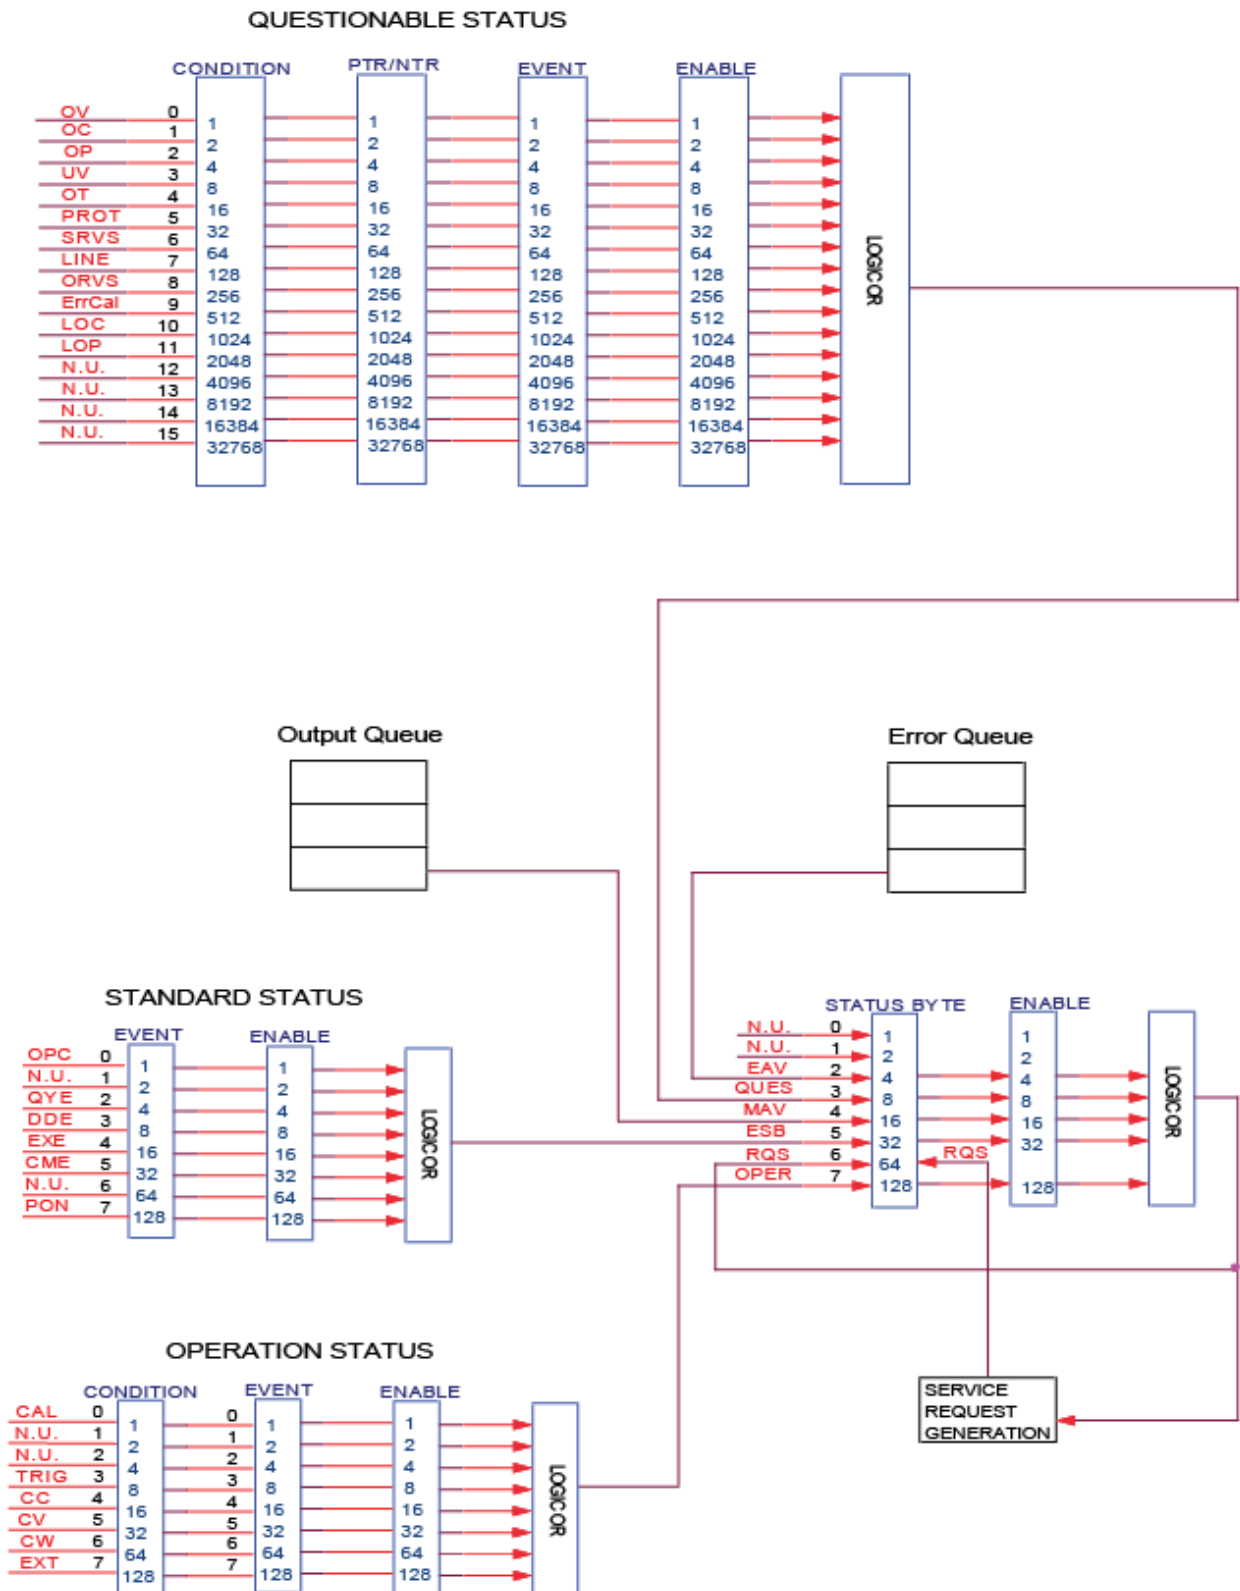 QUESTIONABLE STATUS
CONDITION PTR/NTR EVENT ENABLE
OV 0 1 1 1 1
OC 1 2 2 2 2
OP 2 4 4 4 4
UV 3 8 8 8 8
OT 4 16 16 16 16
PROT 5 32 32 32 32
SRVS 6 64 64 64 64
LINE 7 128 128 128 128
ORVS 8 256 256 256 256
ErrCal 9 512 512 512 512
LOC 10 1024 1024 1024 1024
LOP 11 2048 2048 2048 2048
N.U. 12 4096 4096 4096 4096
N.U. 13 8192 8192 8192 8192
N.U. 14 16384 16384 16384 16384
N.U. 15 32768 32768 32768 32768
LOGIC OR
Output Queue
Error Queue
STANDARD STATUS
EVENT ENABLE
OPC 0 1 1
N.U. 1 2 2
QYE 2 4 4
DDE 3 8 8
EXE 4 16 16
CME 5 32 32
N.U. 6 64 64
PON 7 128 128
LOGIC OR
STATUS BYTE ENABLE
N.U. 0 1 1
N.U. 1 2 2
EAV 2 4 4
QUES 3 8 8
MAV 4 16 16
ESB 5 32 32
RQS 6 64 RQS
OPER 7 128 128
LOGIC OR
SERVICE
REQUEST
GENERATION
OPERATION STATUS
CONDITION EVENT ENABLE
CAL 0 1 0 1 1
N.U. 1 2 1 2 2
N.U. 2 4 2 4 4
TRIG 3 8 3 8 8
CC 4 16 4 16 16
CV 5 32 5 32 32
CW 6 64 6 64 64
EXT 7 128 7 128 128
LOGIC OR